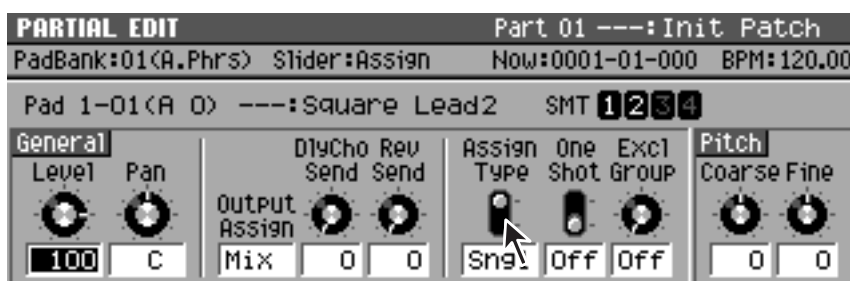 PARTIAL EDIT Part 01 ---:Init Patch
PadBank:01(A.Phrs) Slider:Assign Now:0001-01-000 BPM:120.00
Pad 1-01(A 0) ---:Square Lead2 SMT 1 2 3 4
General DlyCho Rev Assign One Excl Pitch
Level Pan Send Send Type Shot Group Coarse Fine
Output
Assign
100 C Mix 0 0 Sngl Off Off 0 0